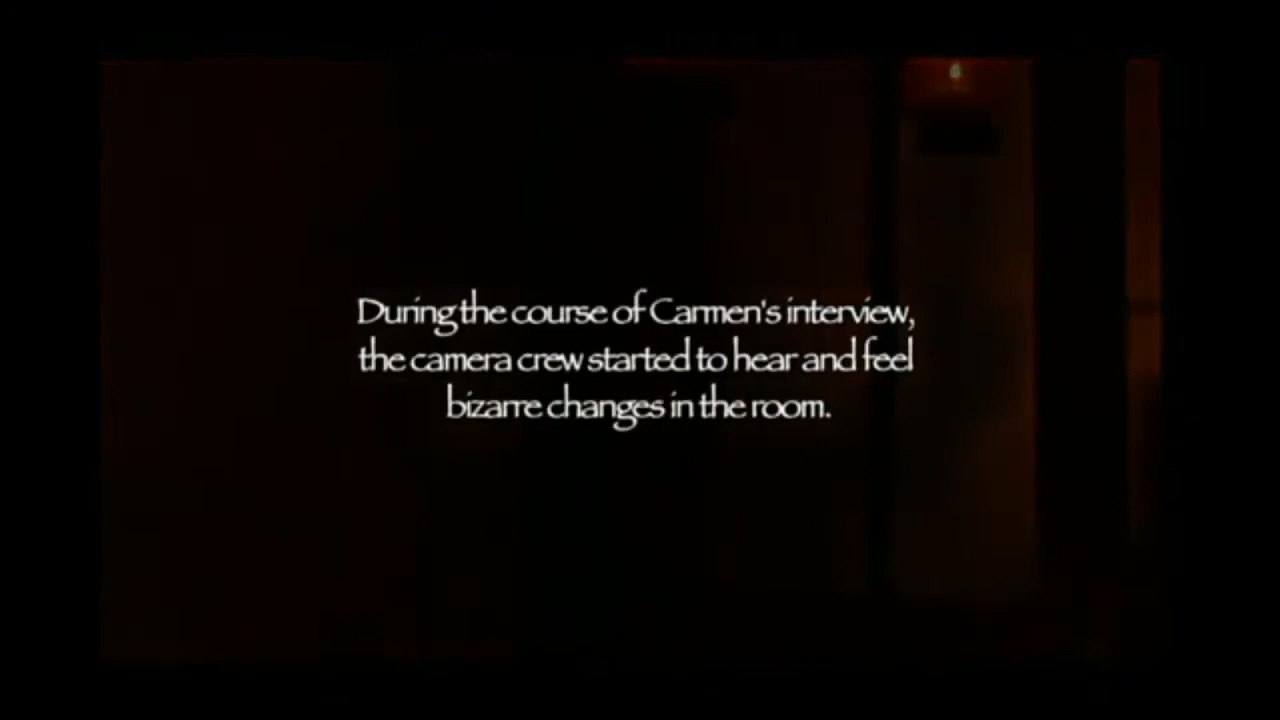 During the course of Carmen's interview,
the camera crew started to hear and feel
bizarre changes in the room.